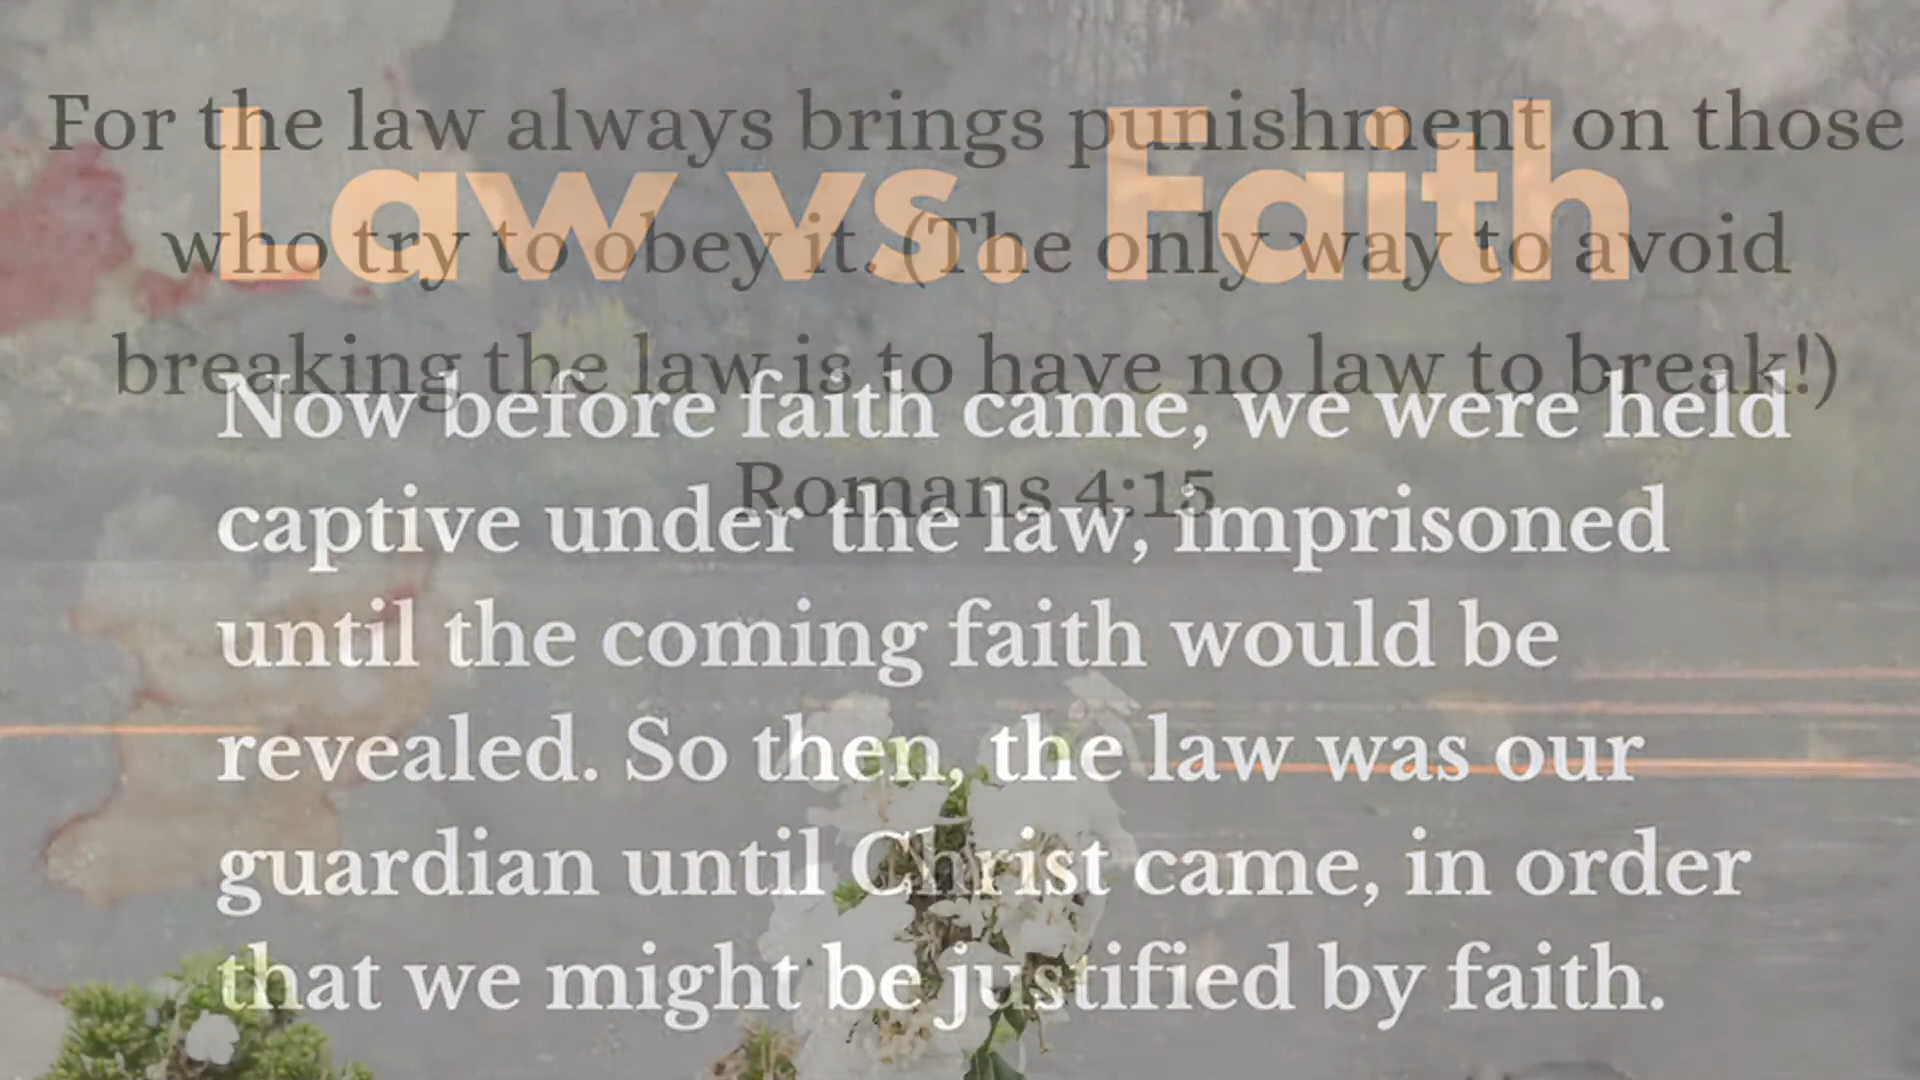 For the law always brings punishment on those
who try to obey it. (The only way to avoid
breaking the law is to have no law to break!)
Romans 4:15
Law vs. Faith
Now before faith came, we were held
captive under the law, imprisoned
until the coming faith would be
revealed. So then, the law was our
guardian until Christ came, in order
that we might be justified by faith.